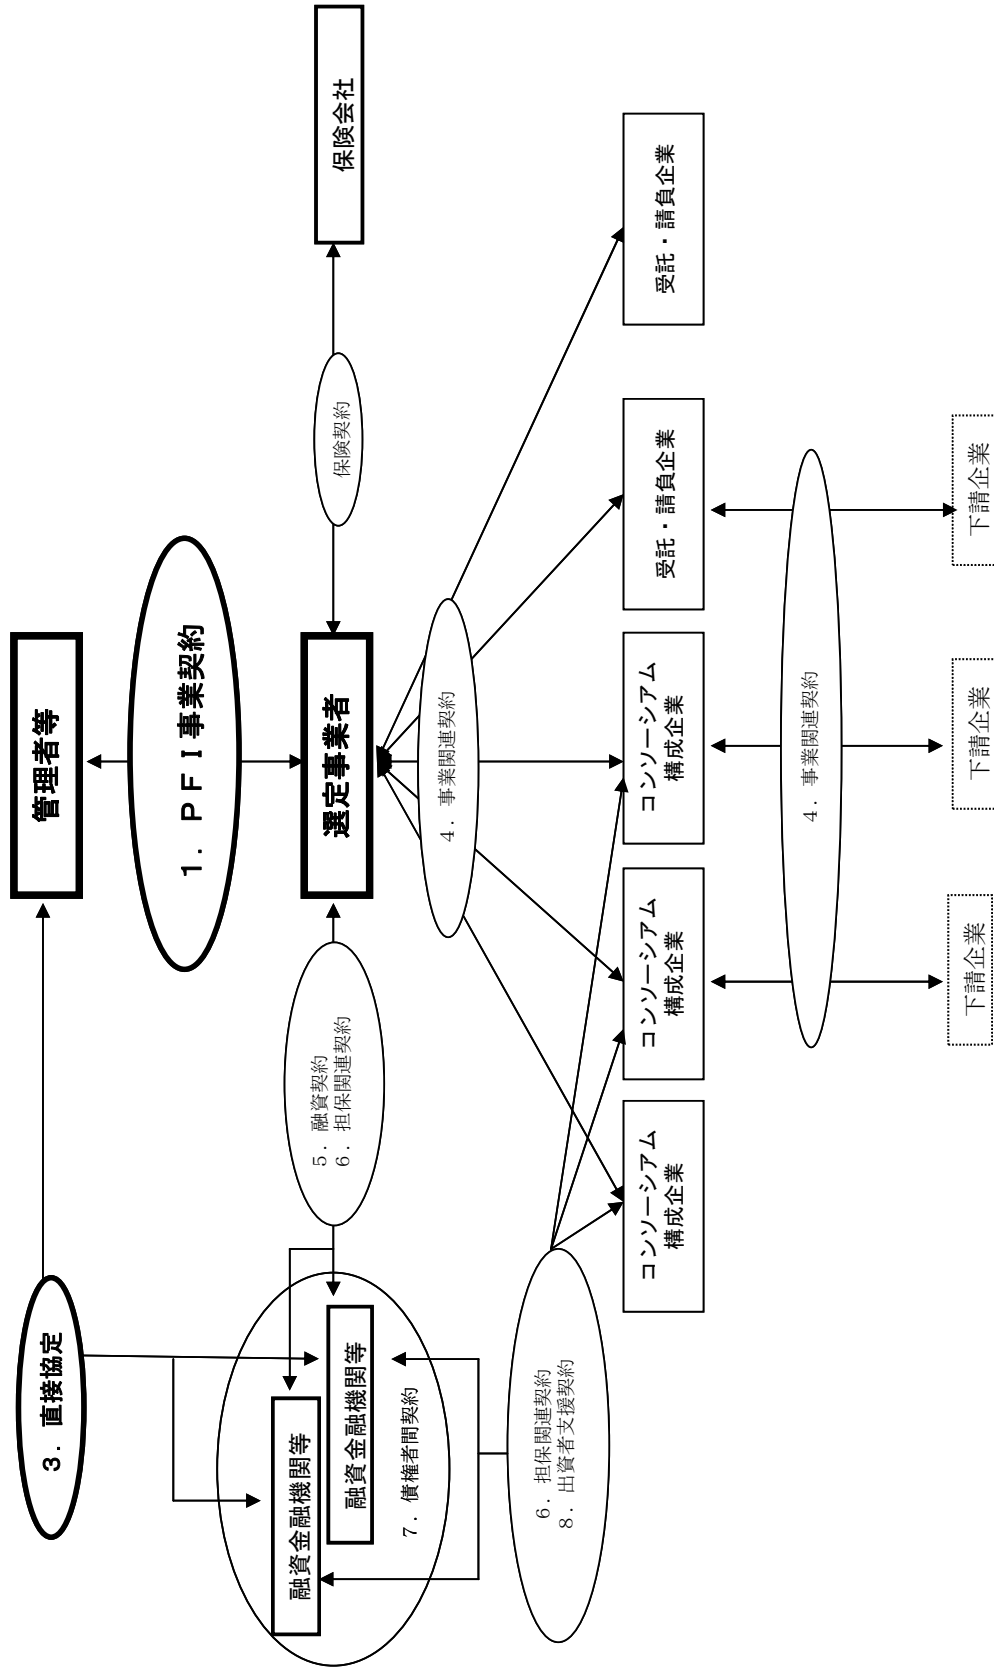 管理者等
3．直接協定
1．PFI事業契約
融資金融機関等
融資金融機関等
7．債権者間契約
5．融資契約
6．担保関連契約
選定事業者
保険契約
保険会社
4．事業関連契約
6．担保関連契約
8．出資者支援契約
コンソーシアム
構成企業
コンソーシアム
構成企業
コンソーシアム
構成企業
受託・請負企業
受託・請負企業
4．事業関連契約
下請企業
下請企業
下請企業